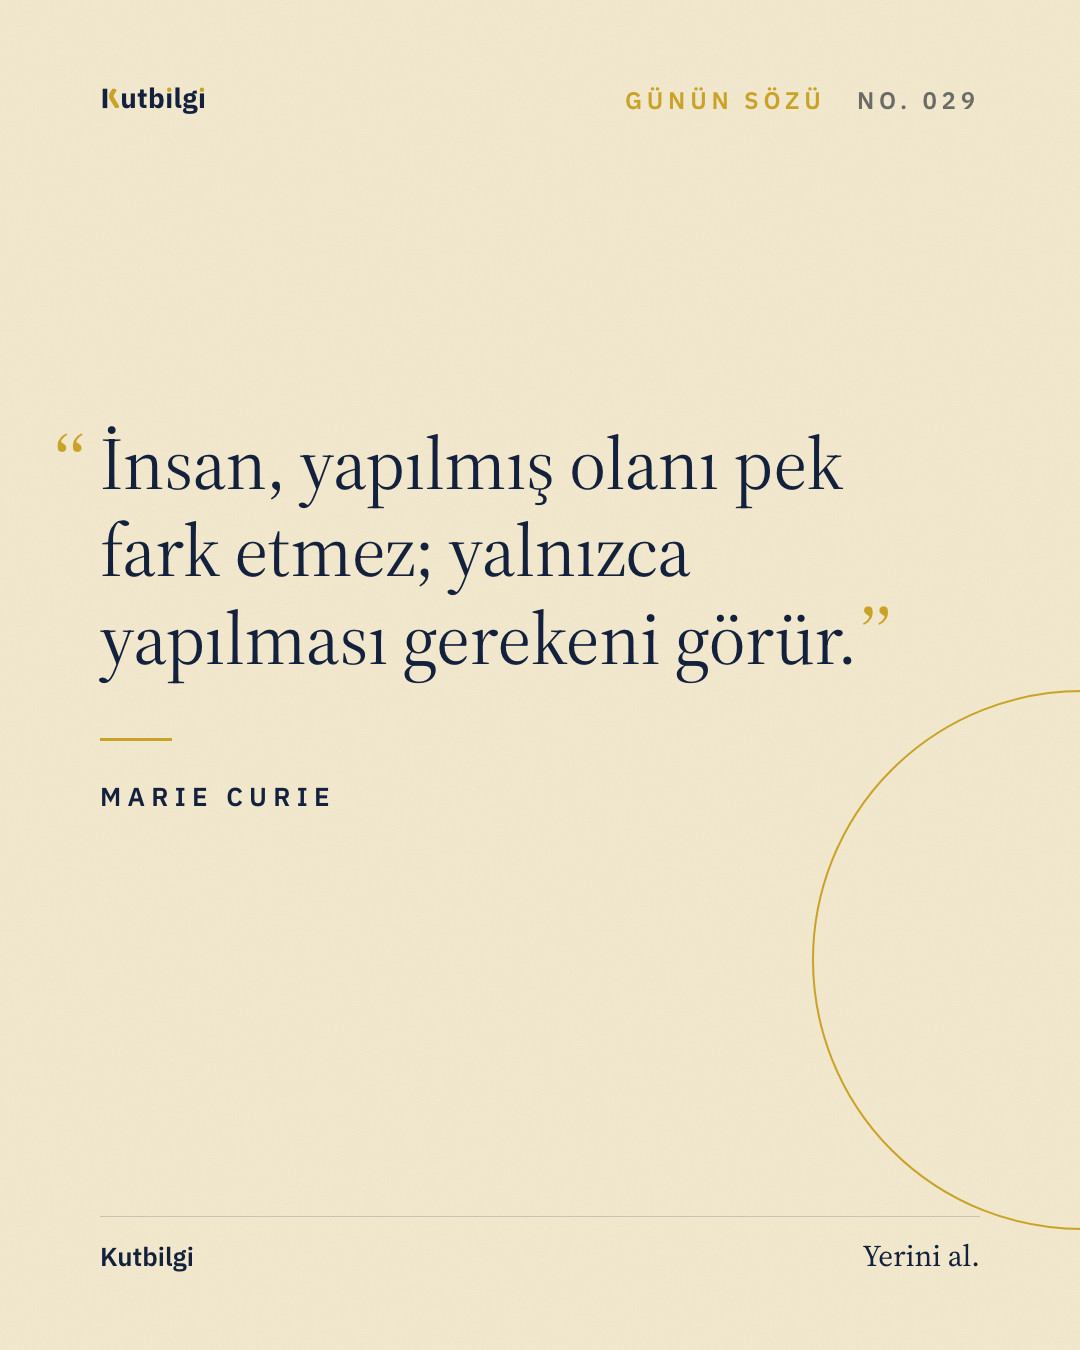 Kutbilgi
GÜNÜN SÖZÜ NO. 029
“İnsan, yapılmış olanı pek
fark etmez; yalnızca
yapılması gerekeni görür.”
MARIE CURIE
Kutbilgi
Yerini al.